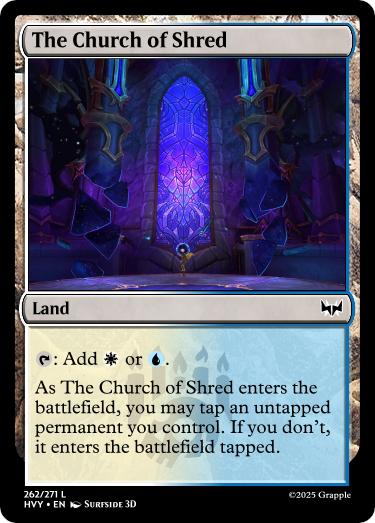 The Church of Shred
Land
: Add or .
As The Church of Shred enters the
battlefield, you may tap an untapped
permanent you control. If you don't,
it enters the battlefield tapped.
262/271 L
HVY • EN Surfside 3D
©2025 Grapple